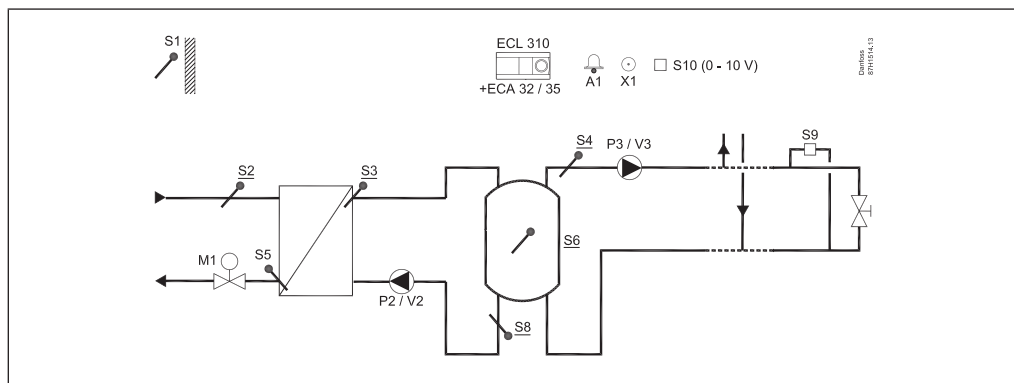 S1
ECL 310
+ECA 32 / 35
A1
X1
S10 (0 - 10 V)
Danfoss
87H1514.13
S2
S3
S4
P3 / V3
S9
M1
S5
S6
P2 / V2
S8